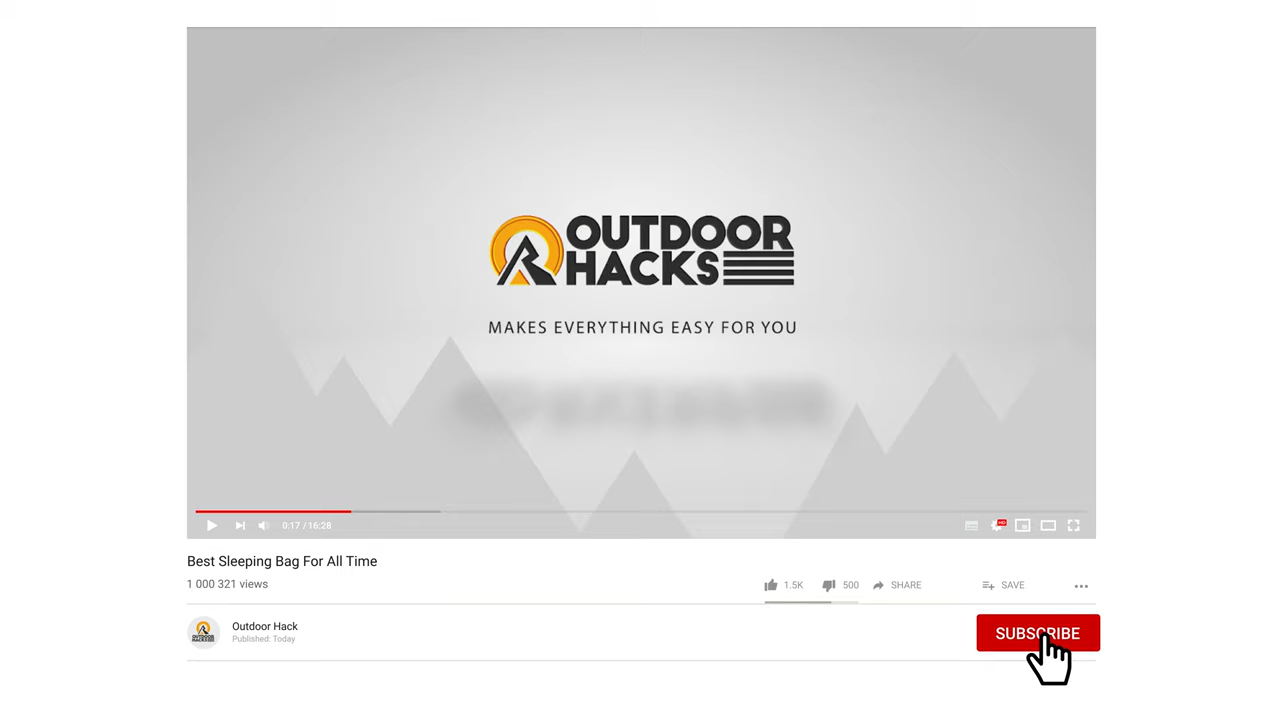 OUTDOOR
HACKS
MAKES EVERYTHING EASY FOR YOU
0:17 / 16:28
HD
Best Sleeping Bag For All Time
1 000 321 views
1.5K
500
SHARE
SAVE
Outdoor Hack
Published: Today
SUBSCRIBE